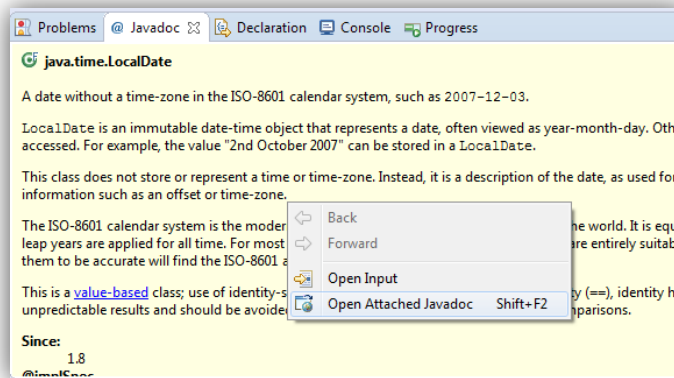 Problems @ Javadoc Declaration Console Progress
java.time.LocalDate
A date without a time-zone in the ISO-8601 calendar system, such as 2007-12-03.
LocalDate is an immutable date-time object that represents a date, often viewed as year-month-day. Oth
accessed. For example, the value "2nd October 2007" can be stored in a LocalDate.
This class does not store or represent a time or time-zone. Instead, it is a description of the date, as used for
information such as an offset or time-zone.
The ISO-8601 calendar system is the moder
he world. It is equ
leap years are applied for all time. For most
are entirely suitab
them to be accurate will find the ISO-8601 a
This is a value-based class; use of identity-s
ty (==), identity h
unpredictable results and should be avoided
parisons.
Back
Forward
Open Input
Open Attached Javadoc Shift+F2
Since:
1.8
@implSpec